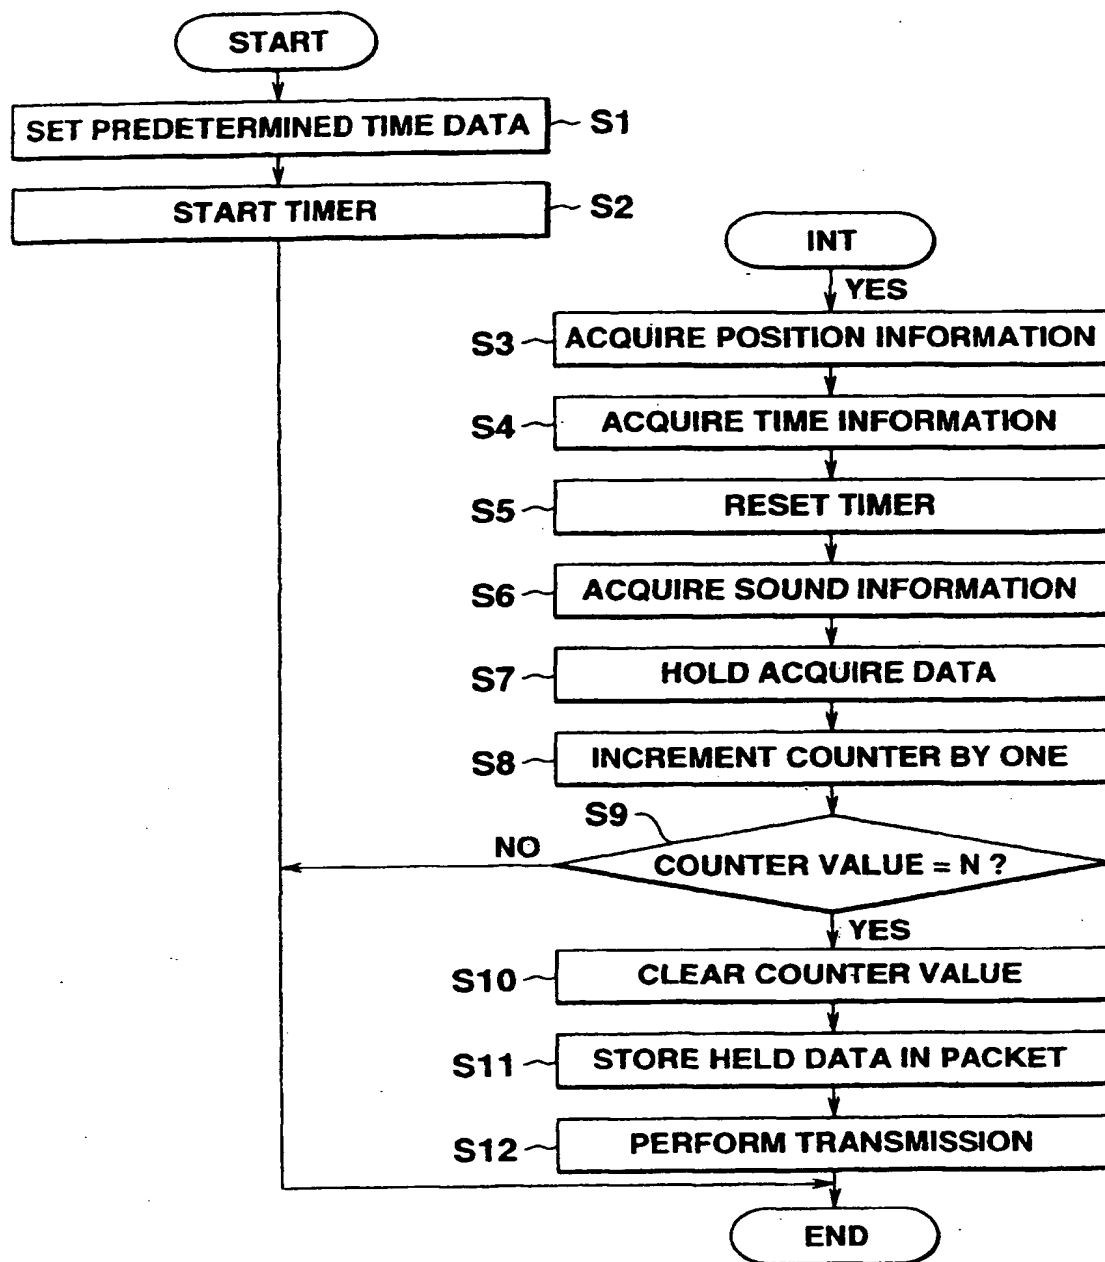 START
SET PREDETERMINED TIME DATA S1
START TIMER S2
INT
YES
S3 ACQUIRE POSITION INFORMATION
S4 ACQUIRE TIME INFORMATION
S5 RESET TIMER
S6 ACQUIRE SOUND INFORMATION
S7 HOLD ACQUIRE DATA
S8 INCREMENT COUNTER BY ONE
S9
NO COUNTER VALUE = N ?
YES
S10 CLEAR COUNTER VALUE
S11 STORE HELD DATA IN PACKET
S12 PERFORM TRANSMISSION
END